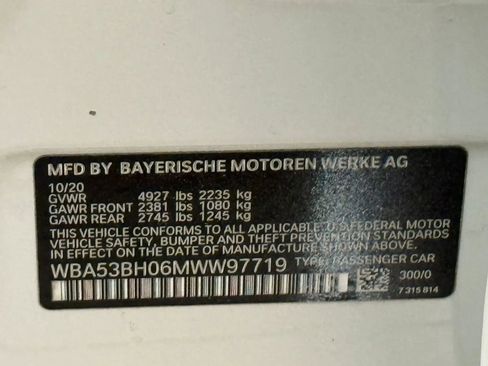 MFD BY BAYERISCHE MOTOREN WERKE AG
10/20
GVWR 4927 lbs 2235 kg
GAWR FRONT 2381 lbs 1080 kg
GAWR REAR 2745 lbs 1245 kg
THIS VEHICLE CONFORMS TO ALL APPLICABLE U.S.FEDERAL MOTOR
VEHICLE SAFETY, BUMPER AND THEFT PREVENTION STANDARDS
IN EFFECT ON THE DATE OF MANUFACTURE SHOWN ABOVE.
WBA53BH06MWW97719 TYPE: PASSENGER CAR
300/0
7 315 814